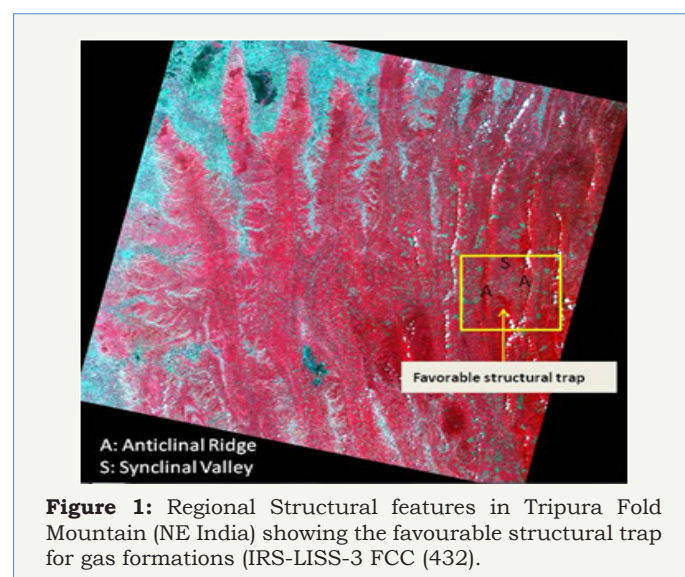 S
A A
Favorable structural trap
A: Anticlinal Ridge
S: Synclinal Valley
Figure 1: Regional Structural features in Tripura Fold
Mountain (NE India) showing the favourable structural trap
for gas formations (IRS-LISS-3 FCC (432).